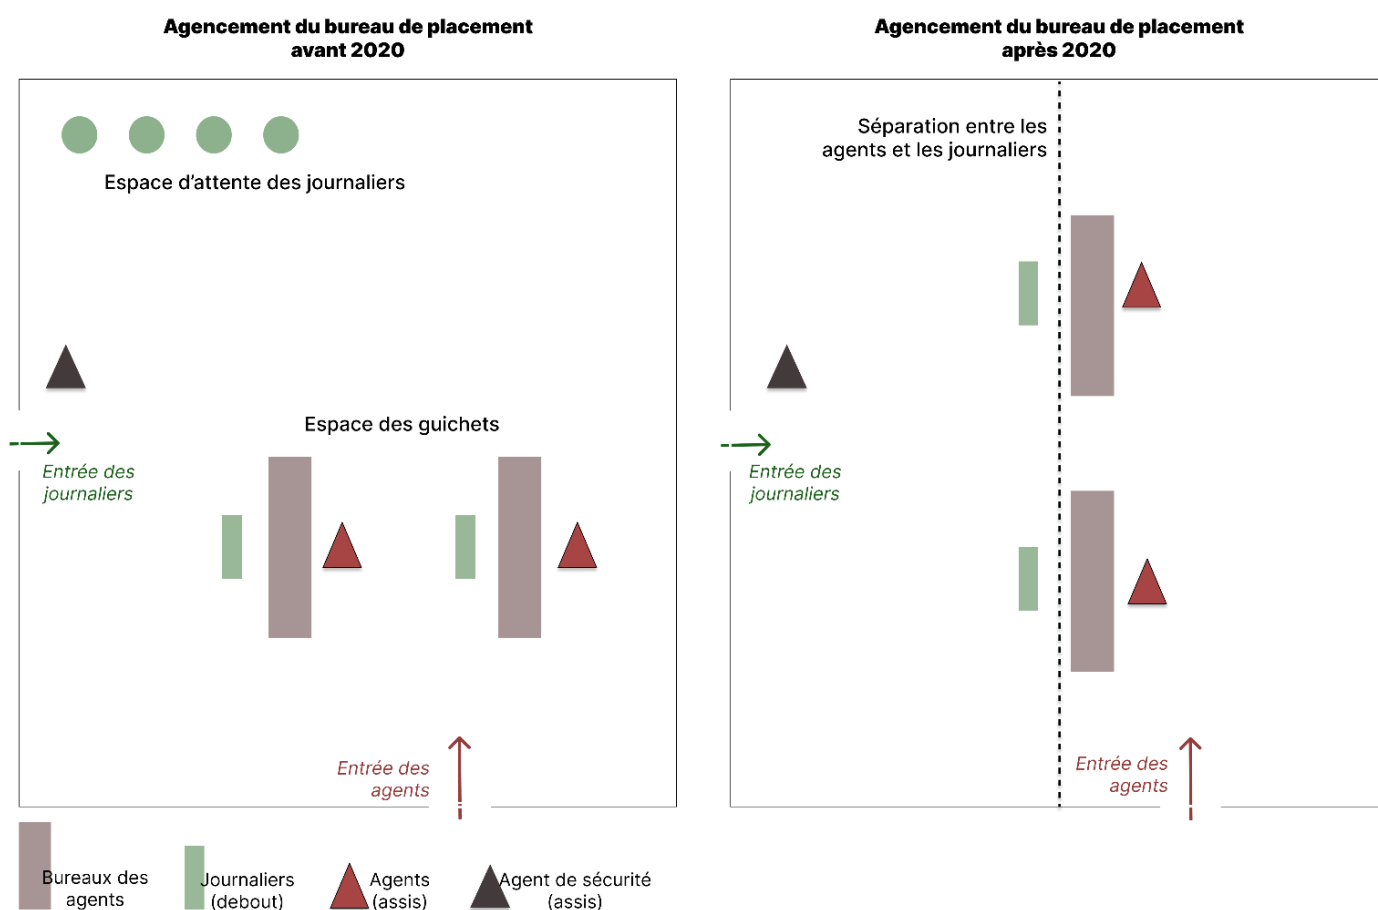 Agencement du bureau de placement
avant 2020
Espace d'attente des journaliers
Espace des guichets
Entrée des
journaliers
Entrée des
agents
Agencement du bureau de placement
après 2020
Séparation entre les
agents et les journaliers
Entrée des
journaliers
Entrée des
agents
Bureaux des
agents
Journaliers
(debout)
Agents
(assis)
Agent de sécurité
(assis)